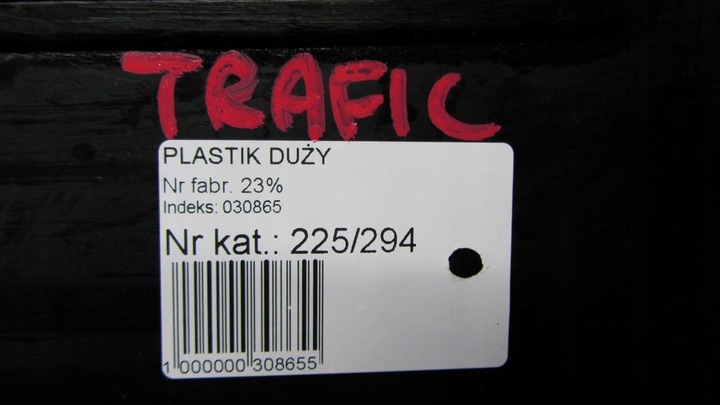 TRAFIC
PLASTIK DUŻY
Nr fabr. 23%
Indeks: 030865
Nr kat.: 225/294
1 000000 308655